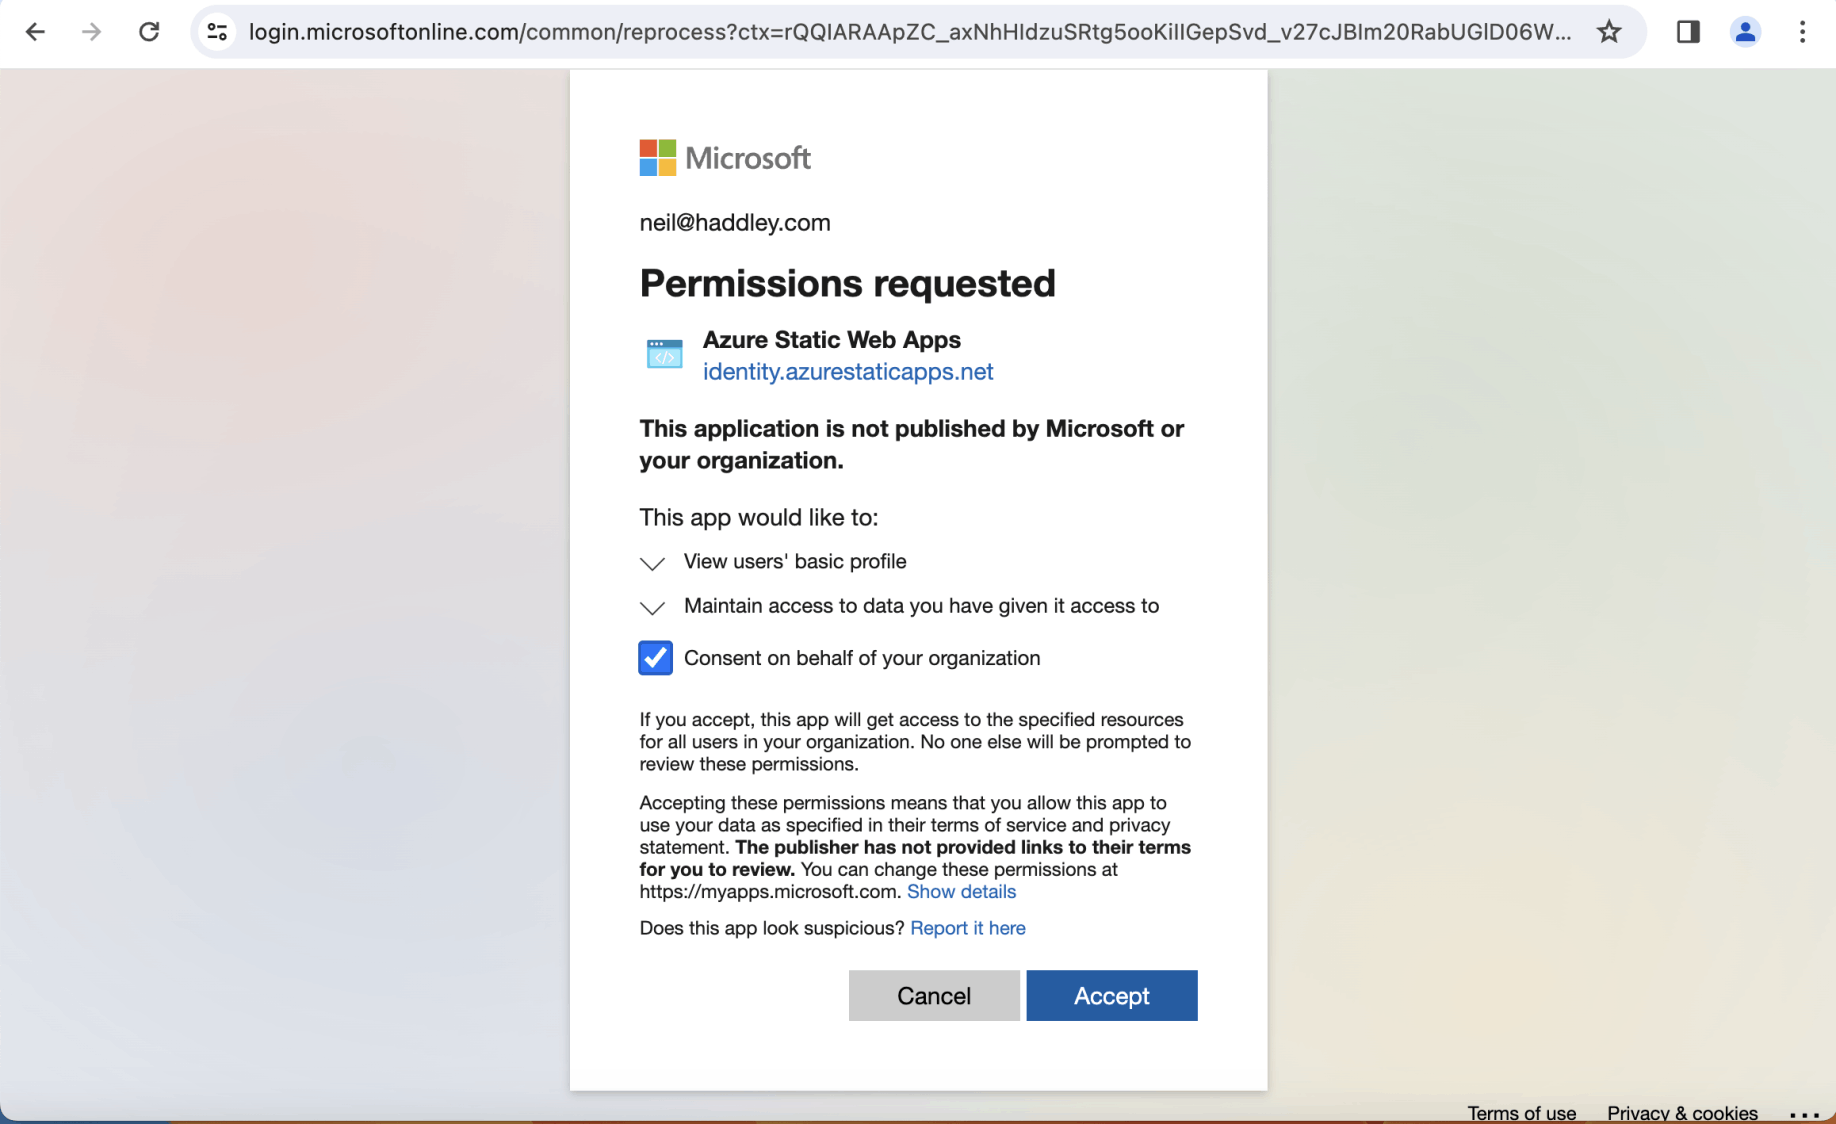 login.microsoftonline.com/common/reprocess?ctx=rQQIARAApZC_axNhHIdzuSRtg5ooKiIIGepSvd_v27cJBIm20RabUGID06W...
Microsoft
neil@haddley.com
Permissions requested
Azure Static Web Apps
identity.azurestaticapps.net
This application is not published by Microsoft or
your organization.
This app would like to:
View users' basic profile
Maintain access to data you have given it access to
Consent on behalf of your organization
If you accept, this app will get access to the specified resources
for all users in your organization. No one else will be prompted to
review these permissions.
Accepting these permissions means that you allow this app to
use your data as specified in their terms of service and privacy
statement. The publisher has not provided links to their terms
for you to review. You can change these permissions at
https://myapps.microsoft.com. Show details
Does this app look suspicious? Report it here
Cancel Accept
Terms of use Privacy & cookies ...